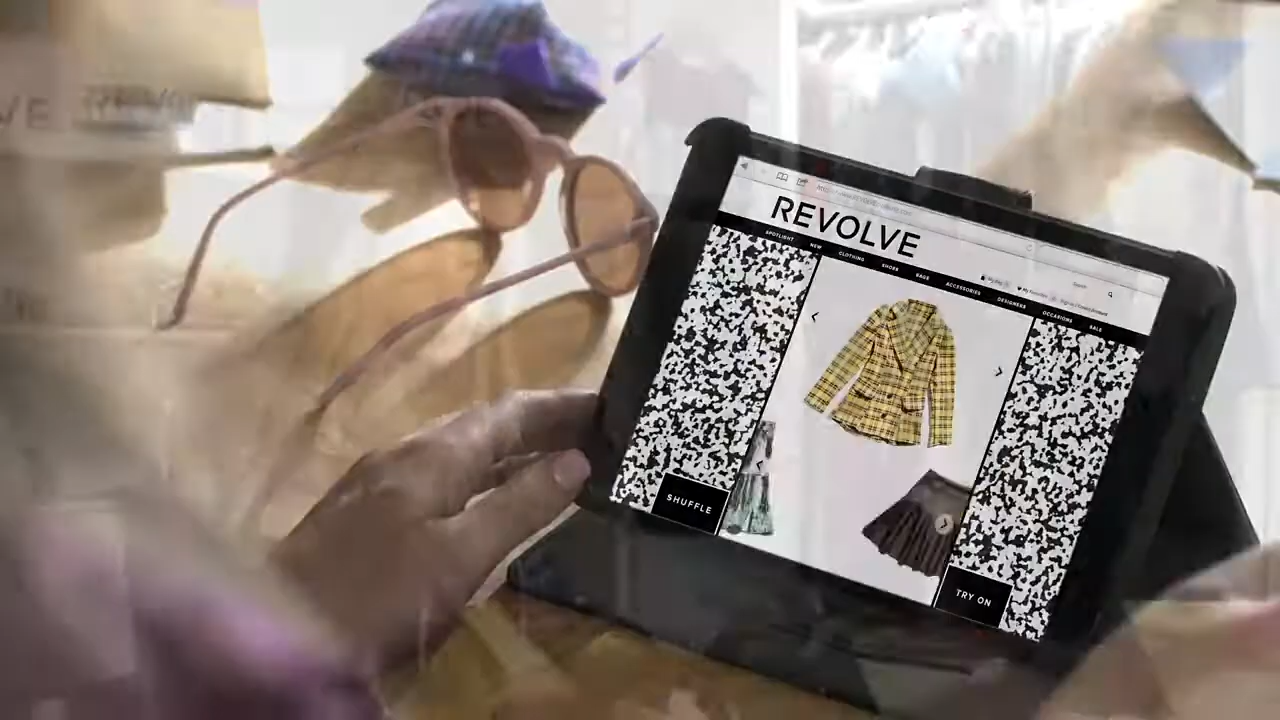 REVOLVE
SPOTLIGHT NEW CLOTHING SHOES BAGS ACCESSORIES DESIGNERS OCCASIONS SALE
SHUFFLE
TRY ON